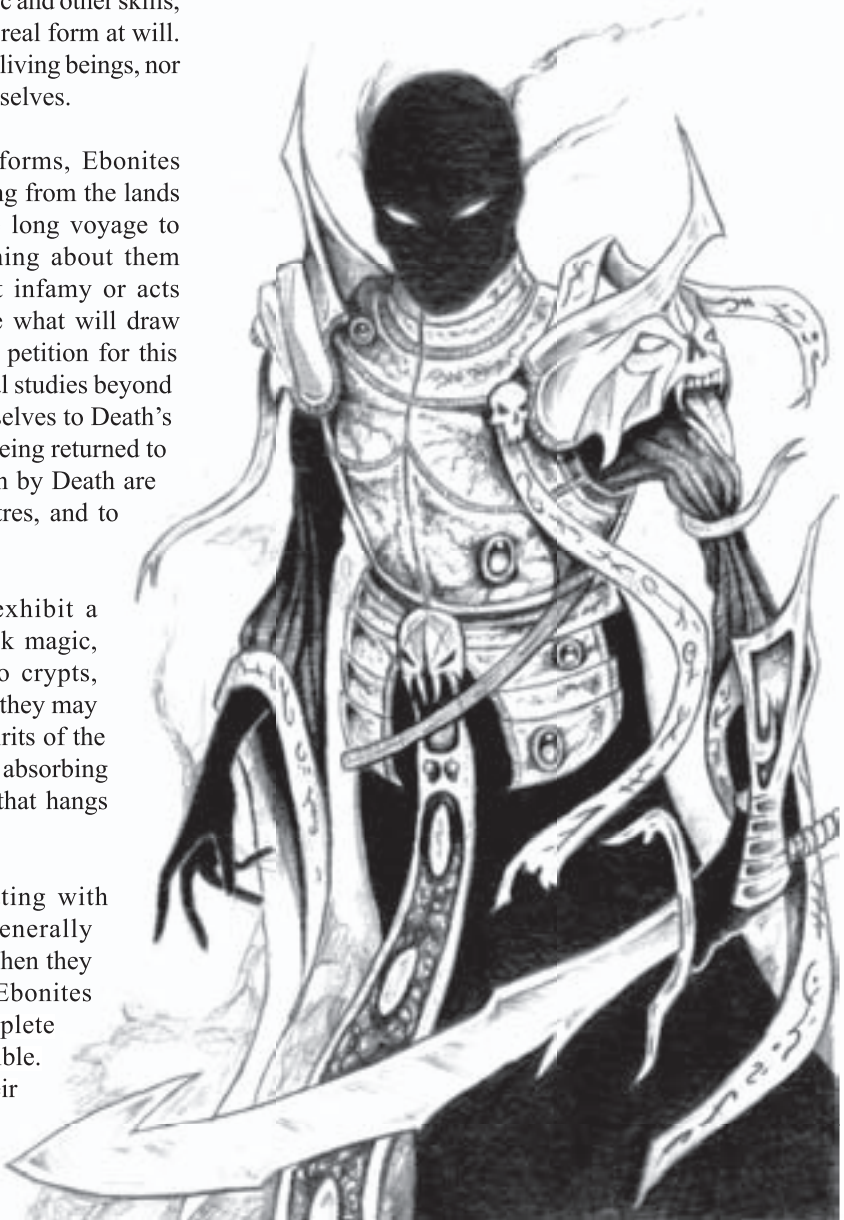 c and other skills,
real form at will.
living beings, nor
selves.
forms, Ebonites
ng from the lands
long voyage to
ning about them
t infamy or acts
e what will draw
petition for this
al studies beyond
selves to Death’s
eing returned to
n by Death are
tres, and to
exhibit a
k magic,
o crypts,
they may
rits of the
absorbing
that hangs
ting with
enerally
hen they
Ebonites
plete
ble.
ir